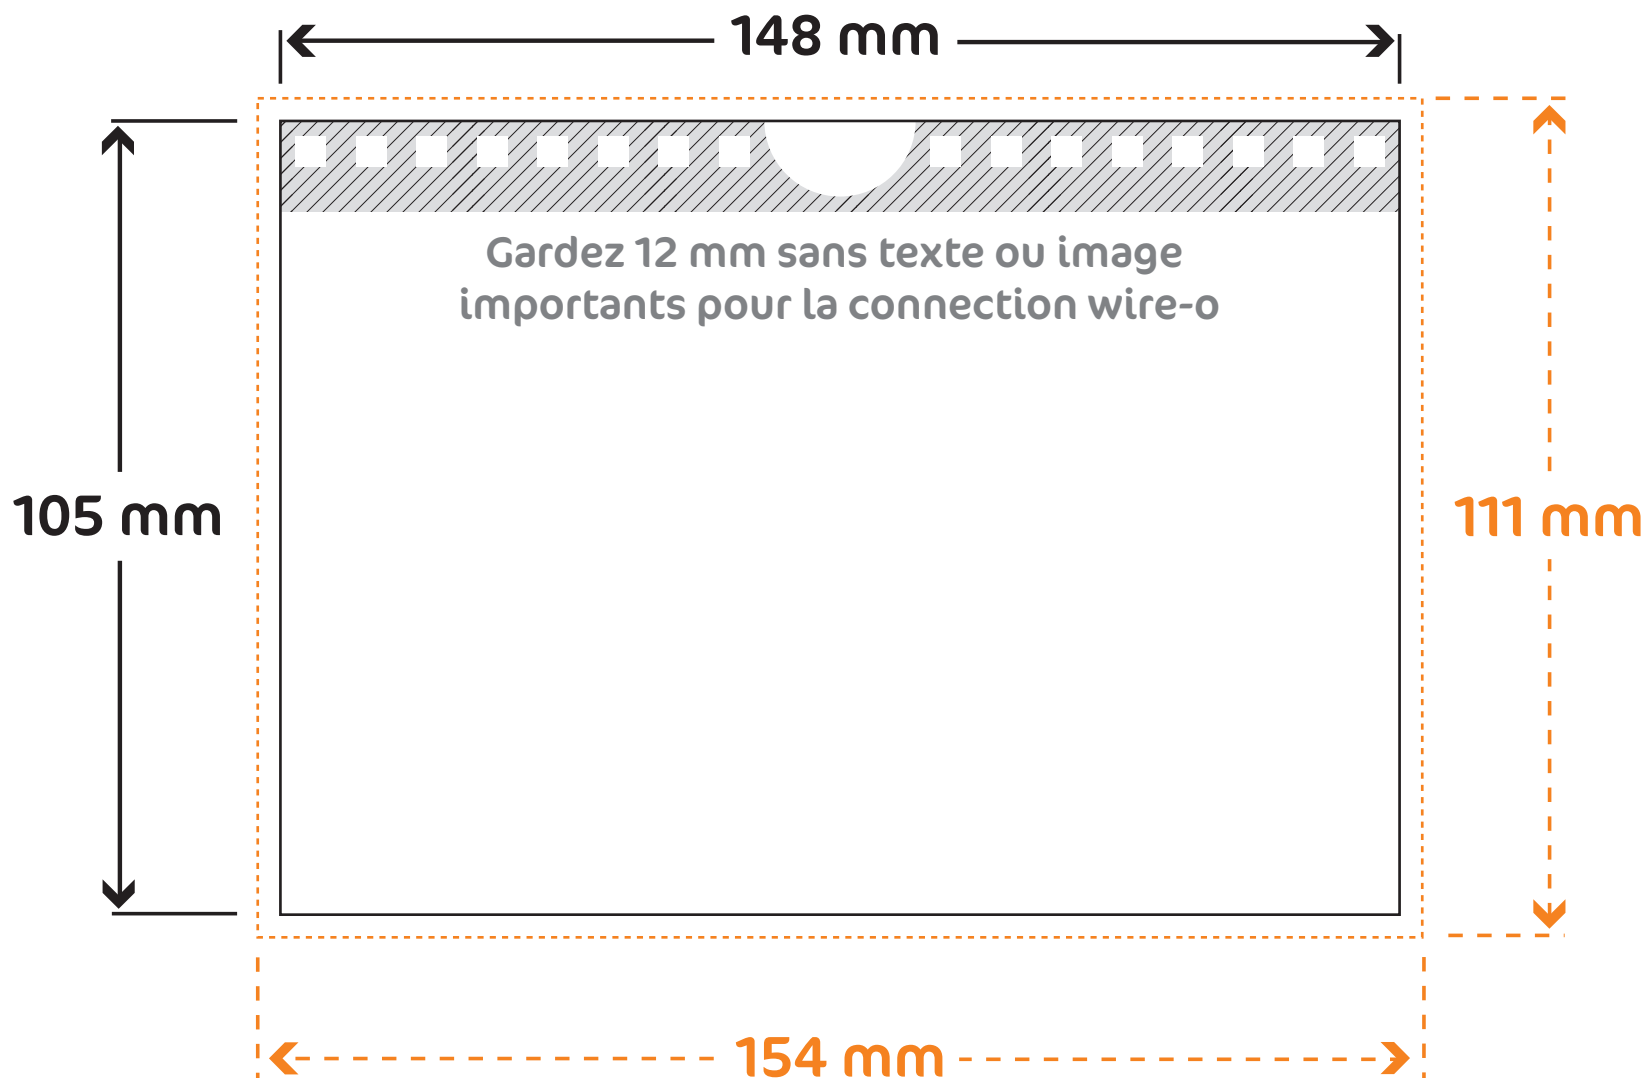 148 mm
Gardez 12 mm sans texte ou image
importants pour la connection wire-o
105 mm
111 mm
154 mm